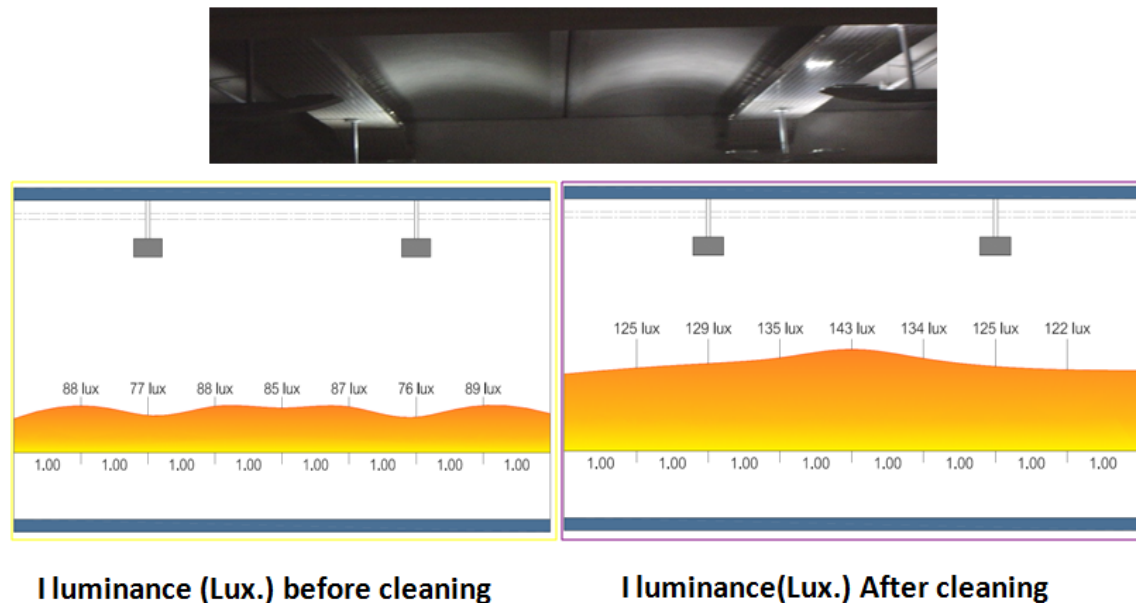 88 lux 77 lux 88 lux 85 lux 87 lux 76 lux 89 lux
1.00 1.00 1.00 1.00 1.00 1.00 1.00 1.00
I luminance (Lux.) before cleaning
125 lux 129 lux 135 lux 143 lux 134 lux 125 lux 122 lux
1.00 1.00 1.00 1.00 1.00 1.00 1.00 1.00
I luminance(Lux.) After cleaning